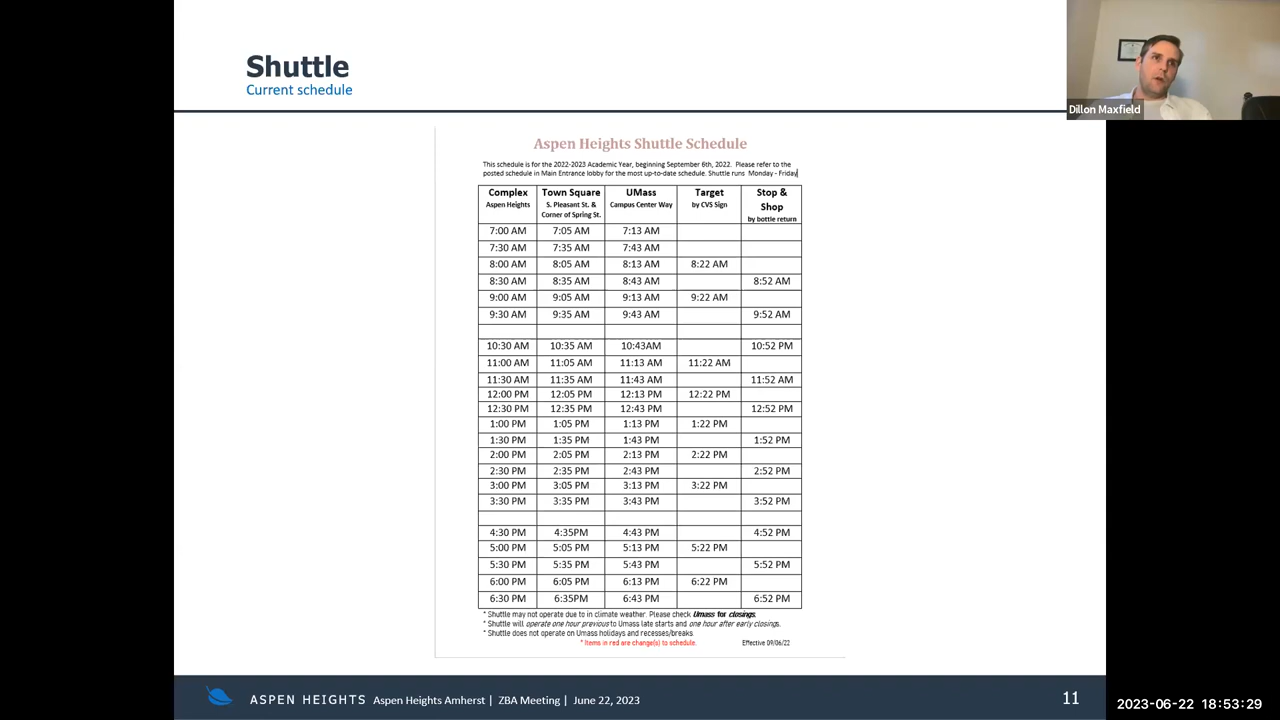 Shuttle
Current schedule
Dillon Maxfield
Aspen Heights Shuttle Schedule
This schedule is for the 2022-2023 Academic Year, beginning September 6th, 2022. Please refer to the
posted schedule in Main Entrance lobby for the most up-to-date schedule. Shuttle runs Monday - Friday
Complex Town Square UMass Target Stop &
Aspen Heights S. Pleasant St. & Campus Center Way by CVS Sign Shop
Corner of Spring St. by bottle return
7:00 AM 7:05 AM 7:13 AM
7:30 AM 7:35 AM 7:43 AM
8:00 AM 8:05 AM 8:13 AM 8:22 AM
8:30 AM 8:35 AM 8:43 AM 8:52 AM
9:00 AM 9:05 AM 9:13 AM 9:22 AM
9:30 AM 9:35 AM 9:43 AM 9:52 AM
10:30 AM 10:35 AM 10:43AM 10:52 PM
11:00 AM 11:05 AM 11:13 AM 11:22 AM
11:30 AM 11:35 AM 11:43 AM 11:52 AM
12:00 PM 12:05 PM 12:13 PM 12:22 PM
12:30 PM 12:35 PM 12:43 PM 12:52 PM
1:00 PM 1:05 PM 1:13 PM 1:22 PM
1:30 PM 1:35 PM 1:43 PM 1:52 PM
2:00 PM 2:05 PM 2:13 PM 2:22 PM
2:30 PM 2:35 PM 2:43 PM 2:52 PM
3:00 PM 3:05 PM 3:13 PM 3:22 PM
3:30 PM 3:35 PM 3:43 PM 3:52 PM
4:30 PM 4:35PM 4:43 PM 4:52 PM
5:00 PM 5:05 PM 5:13 PM 5:22 PM
5:30 PM 5:35 PM 5:43 PM 5:52 PM
6:00 PM 6:05 PM 6:13 PM 6:22 PM
6:30 PM 6:35PM 6:43 PM 6:52 PM
* Shuttle may not operate due to in climate weather. Please check Umass for closings.
* Shuttle will operate one hour previous to Umass late starts and one hour after early closings.
* Shuttle does not operate on Umass holidays and recesses/breaks.
* Items in red are change(s) to schedule. Effective 09/06/22
ASPEN HEIGHTS Aspen Heights Amherst | ZBA Meeting | June 22, 2023 11
2023-06-22 18:53:29